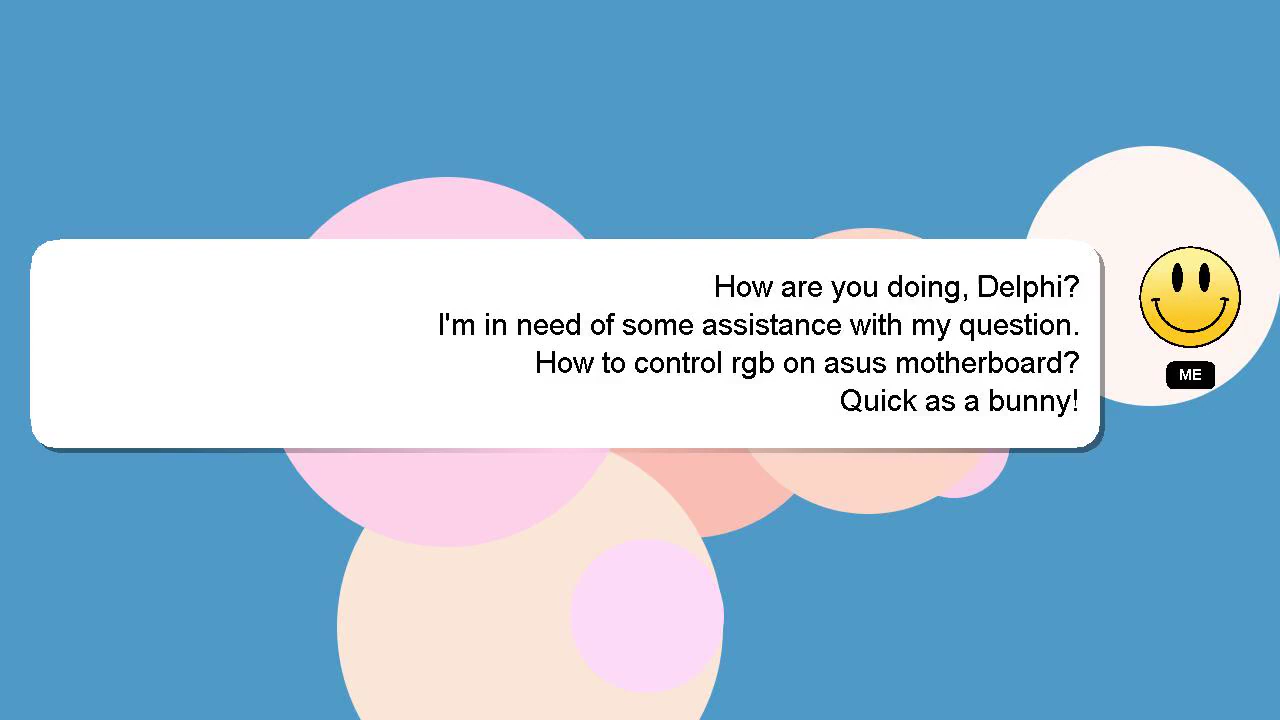 How are you doing, Delphi?
I'm in need of some assistance with my question.
How to control rgb on asus motherboard?
Quick as a bunny!
ME